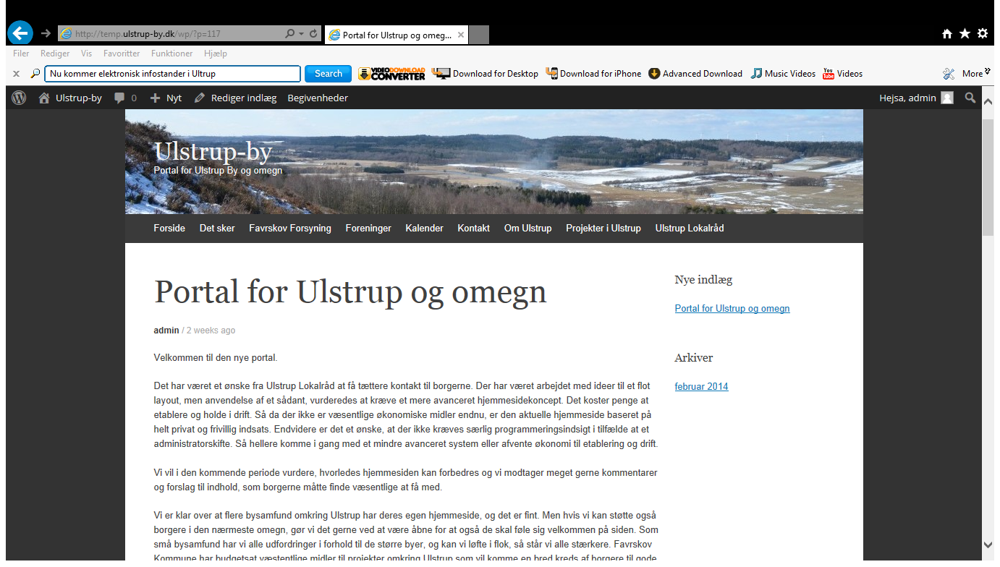 http://temp.ulstrup-by.dk/wp/?p=117
Portal for Ulstrup og omeg...
Filer Rediger Vis Favoritter Funktioner Hjælp
Nu kommer elektronisk infostander i Ultrup Search VIDEODOWNLOAD CONVERTER Download for Desktop Download for iPhone Advanced Download You Tube Music Videos Videos More
Ulstrup-by 0 Nyt Rediger indlæg Begivenheder Hejsa, admin
Ulstrup-by
Portal for Ulstrup By og omegn
Forside Det sker Favrskov Forsyning Foreninger Kalender Kontakt Om Ulstrup Projekter i Ulstrup Ulstrup Lokalråd
Portal for Ulstrup og omegn
admin / 2 weeks ago
Velkommen til den nye portal.
Det har været et ønske fra Ulstrup Lokalråd at få tættere kontakt til borgerne. Der har været arbejdet med ideer til et flot
layout, men anvendelse af et sådant, vurderedes at kræve et mere avanceret hjemmesidekoncept. Det koster penge at
etablere og holde i drift. Så da der ikke er væsentlige økonomiske midler endnu, er den aktuelle hjemmeside baseret på
helt privat og frivillig indsats. Endvidere er det et ønske, at der ikke kræves særlig programmeringsindsigt i tilfælde at et
administratorskifte. Så hellere komme i gang med et mindre avanceret system eller afvente økonomi til etablering og drift.
Vi vil i den kommende periode vurdere, hvorledes hjemmesiden kan forbedres og vi modtager meget gerne kommentarer
og forslag til indhold, som borgerne måtte finde væsentlige at få med.
Vi er klar over at flere bysamfund omkring Ulstrup har deres egen hjemmeside, og det er fint. Men hvis vi kan støtte også
borgere i den nærmeste omegn, gør vi det gerne ved at være åbne for at også de skal føle sig velkommen på siden. Som
små bysamfund har vi alle udfordringer i forhold til de større byer, og kan vi løfte i flok, så står vi alle stærkere. Favrskov
Kommune har budgetsat væstentlige midler til projekter omkring Ulstrup som vil komme en bred kreds af borgere til gode
Nye indlæg
Portal for Ulstrup og omegn
Arkiver
februar 2014